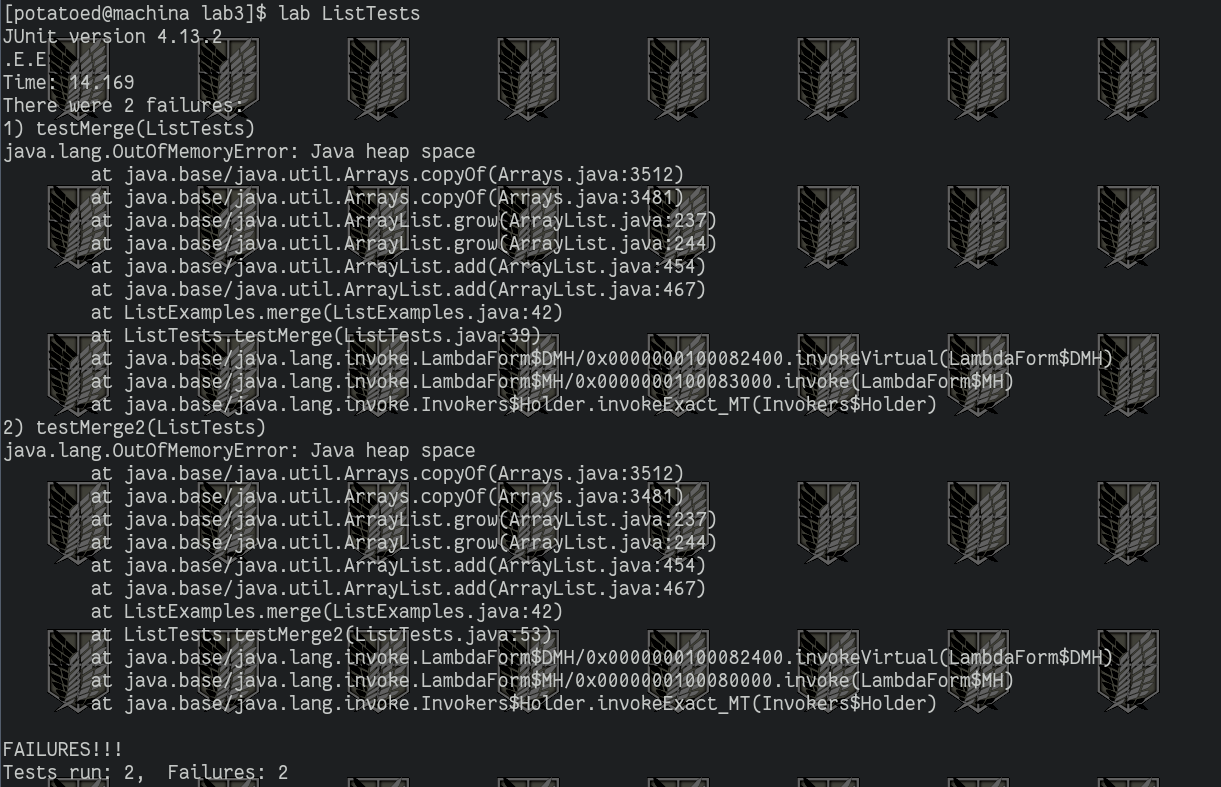 [potatoed@machina lab3]$ lab ListTests
JUnit version 4.13.2
.E.E
Time: 14.169
There were 2 failures:
1) testMerge(ListTests)
java.lang.OutOfMemoryError: Java heap space
        at java.base/java.util.Arrays.copyOf(Arrays.java:3512)
        at java.base/java.util.Arrays.copyOf(Arrays.java:3481)
        at java.base/java.util.ArrayList.grow(ArrayList.java:237)
        at java.base/java.util.ArrayList.grow(ArrayList.java:244)
        at java.base/java.util.ArrayList.add(ArrayList.java:454)
        at java.base/java.util.ArrayList.add(ArrayList.java:467)
        at ListExamples.merge(ListExamples.java:42)
        at ListTests.testMerge(ListTests.java:39)
        at java.base/java.lang.invoke.LambdaForm$DMH/0x0000000100082400.invokeVirtual(LambdaForm$DMH)
        at java.base/java.lang.invoke.LambdaForm$MH/0x0000000100083000.invoke(LambdaForm$MH)
        at java.base/java.lang.invoke.Invokers$Holder.invokeExact_MT(Invokers$Holder)
2) testMerge2(ListTests)
java.lang.OutOfMemoryError: Java heap space
        at java.base/java.util.Arrays.copyOf(Arrays.java:3512)
        at java.base/java.util.Arrays.copyOf(Arrays.java:3481)
        at java.base/java.util.ArrayList.grow(ArrayList.java:237)
        at java.base/java.util.ArrayList.grow(ArrayList.java:244)
        at java.base/java.util.ArrayList.add(ArrayList.java:454)
        at java.base/java.util.ArrayList.add(ArrayList.java:467)
        at ListExamples.merge(ListExamples.java:42)
        at ListTests.testMerge2(ListTests.java:53)
        at java.base/java.lang.invoke.LambdaForm$DMH/0x0000000100082400.invokeVirtual(LambdaForm$DMH)
        at java.base/java.lang.invoke.LambdaForm$MH/0x0000000100080000.invoke(LambdaForm$MH)
        at java.base/java.lang.invoke.Invokers$Holder.invokeExact_MT(Invokers$Holder)
FAILURES!!!
Tests run: 2,  Failures: 2